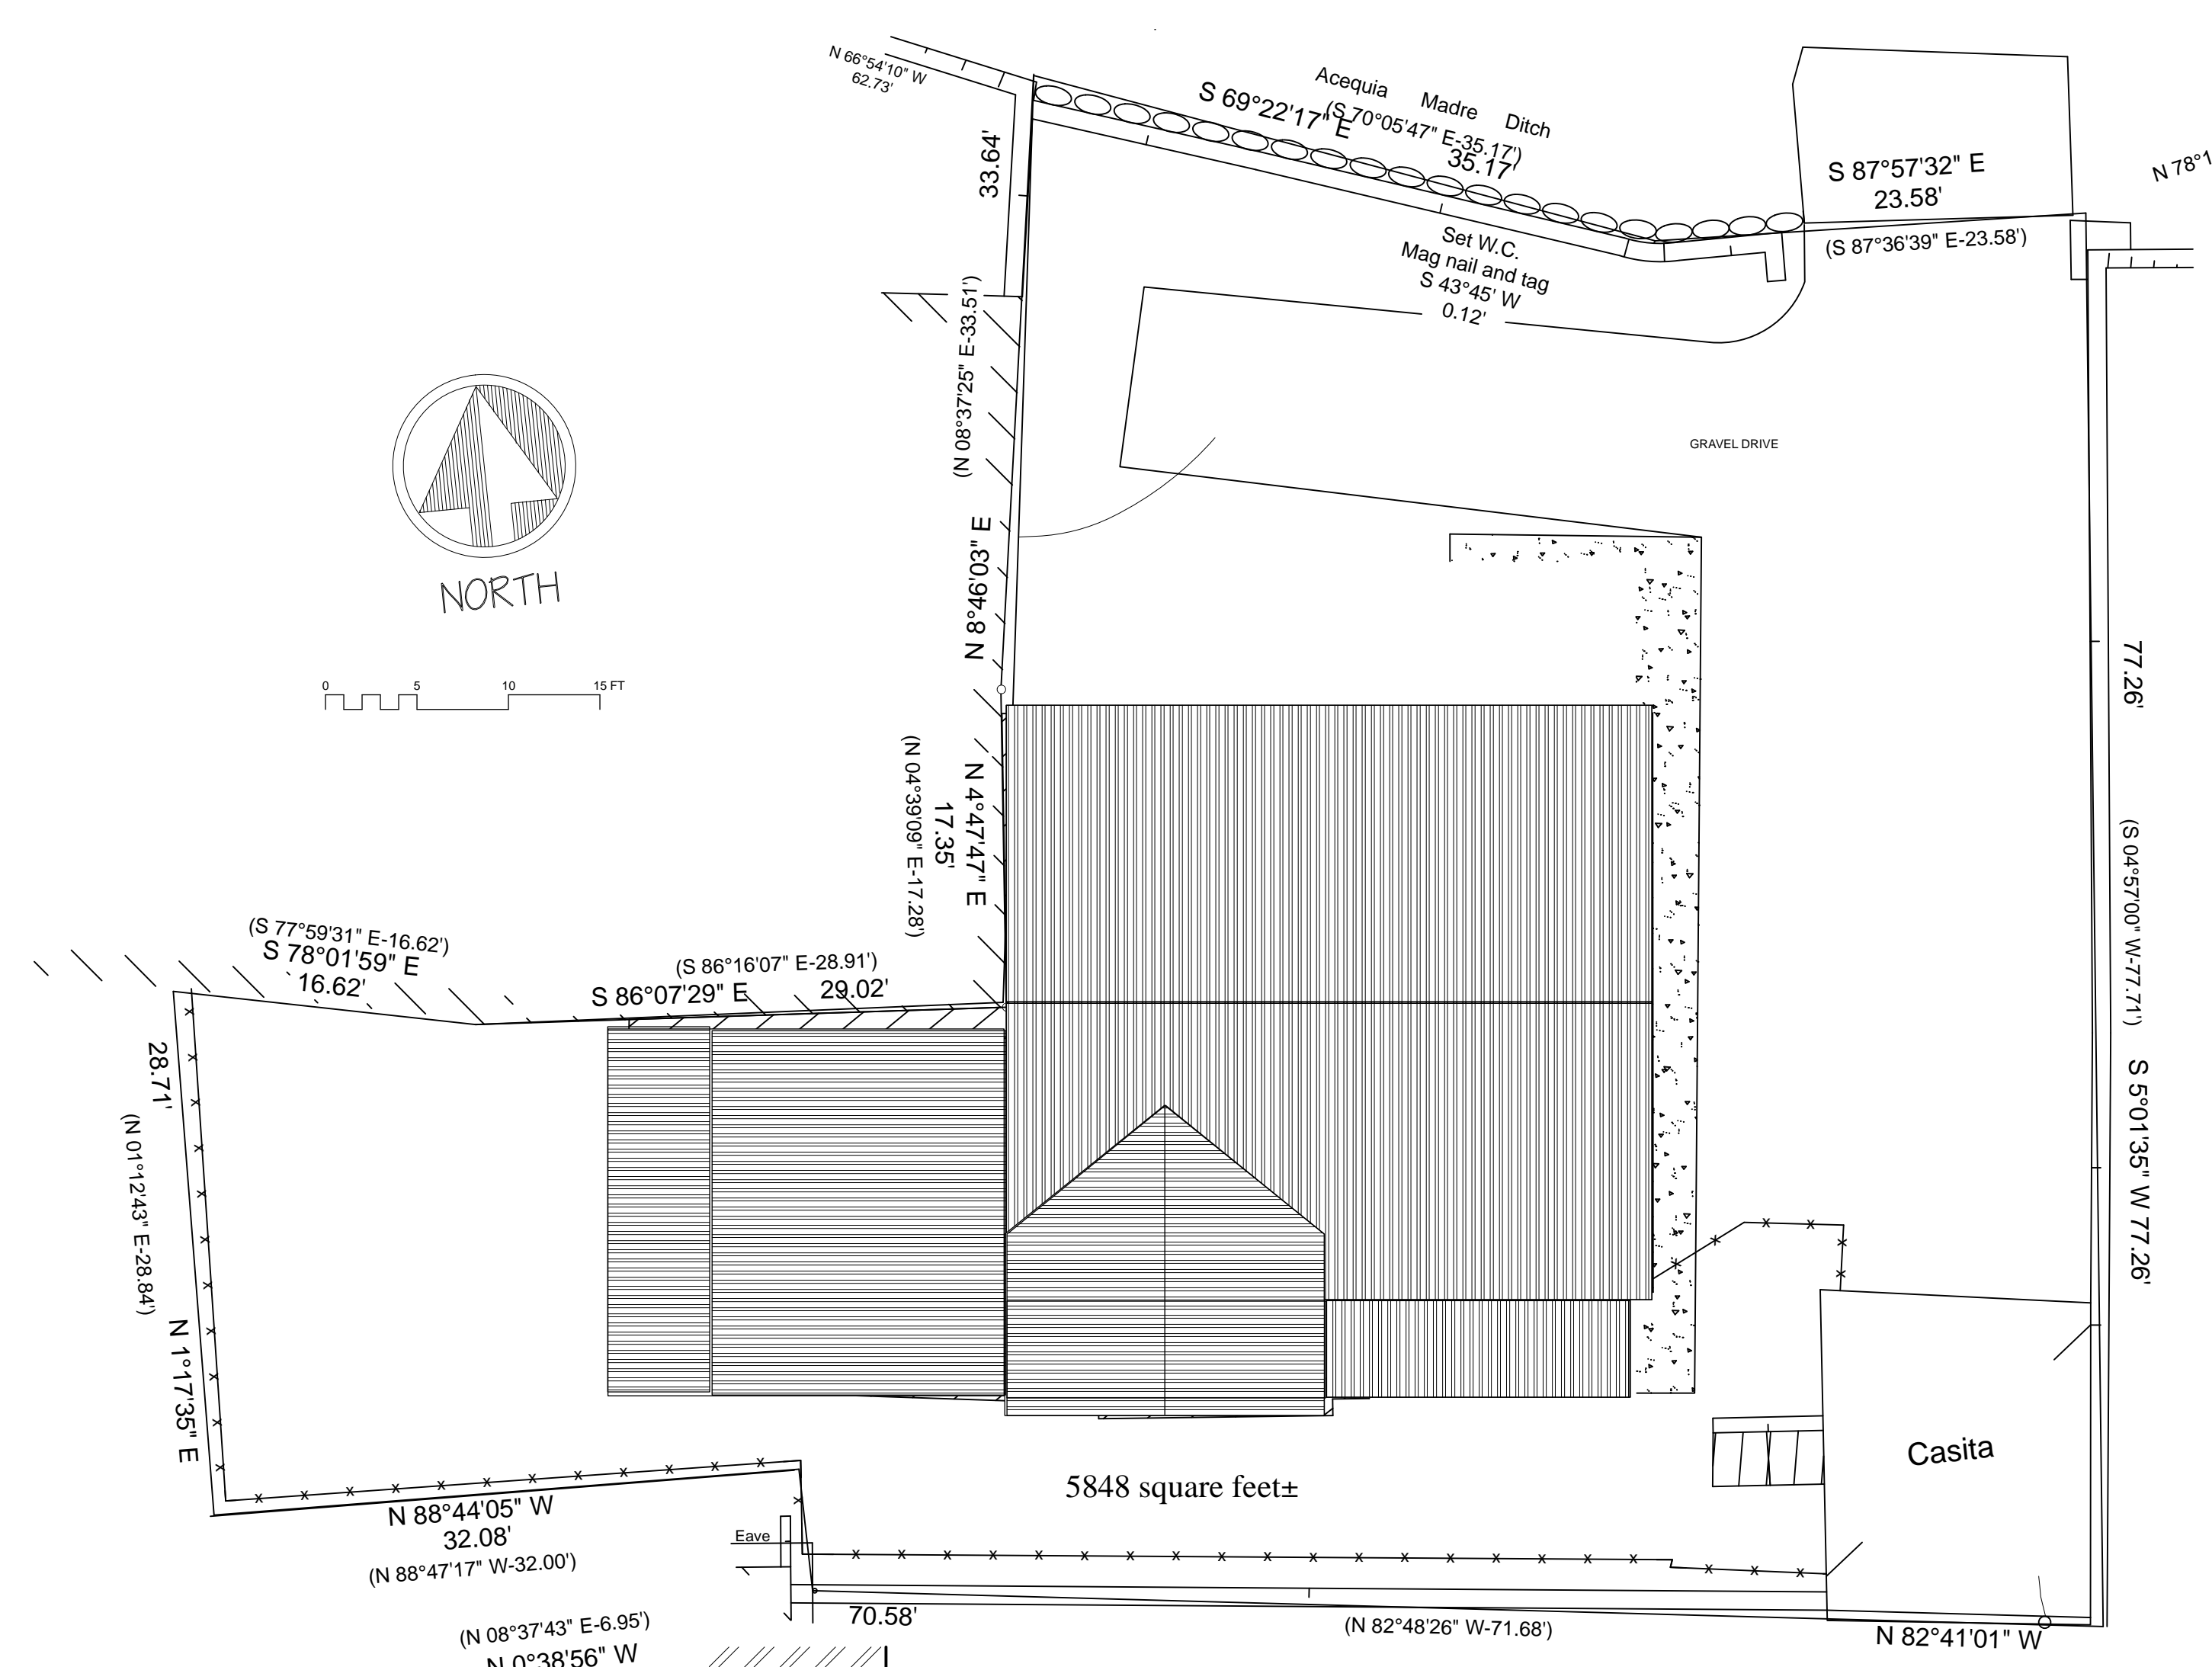 N 66°54'10" W
62.73'
33.64'
Acequia Madre Ditch
S 69°22'17" E
(S 70°05'47" E-35.17')
35.17'
S 87°57'32" E
23.58'
(S 87°36'39" E-23.58')
N 78°1
Set W.C.
Mag nail and tag
S 43°45' W
0.12'
(N 08°37'25" E-33.51')
N 8°46'03" E
GRAVEL DRIVE
NORTH
0 5 10 15 FT
77.26'
(S 04°57'00" W-77.71')
S 5°01'35" W 77.26'
N 4°47'47" E
17.35'
(N 04°39'09" E-17.28')
(S 77°59'31" E-16.62')
S 78°01'59" E
16.62'
(S 86°16'07" E-28.91')
S 86°07'29" E 29.02'
28.71'
(N 01°12'43" E-28.84')
N 1°17'35" E
N 88°44'05" W
32.08'
(N 88°47'17" W-32.00')
5848 square feet±
Casita
Eave
70.58'
(N 82°48'26" W-71.68')
N 82°41'01" W
(N 08°37'43" E-6.95')
N 0°38'56" W